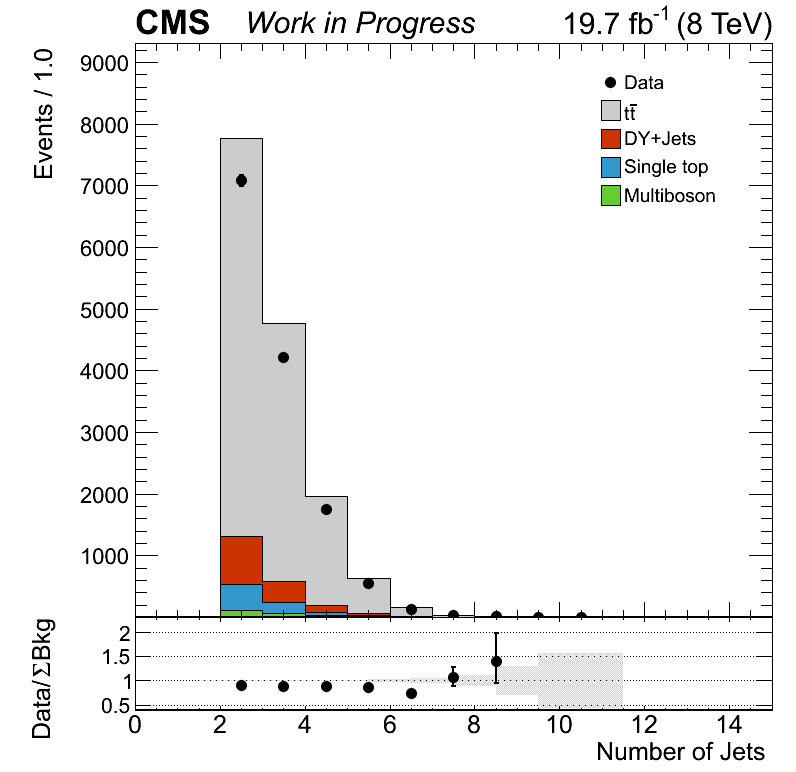 CMS Work in Progress 19.7 fb⁻¹ (8 TeV)
Events / 1.0
9000
8000
7000
6000
5000
4000
3000
2000
1000
Data
tt̄
DY+Jets
Single top
Multiboson
Data/ΣBkg
2
1.5
1
0.5
0 2 4 6 8 10 12 14
Number of Jets